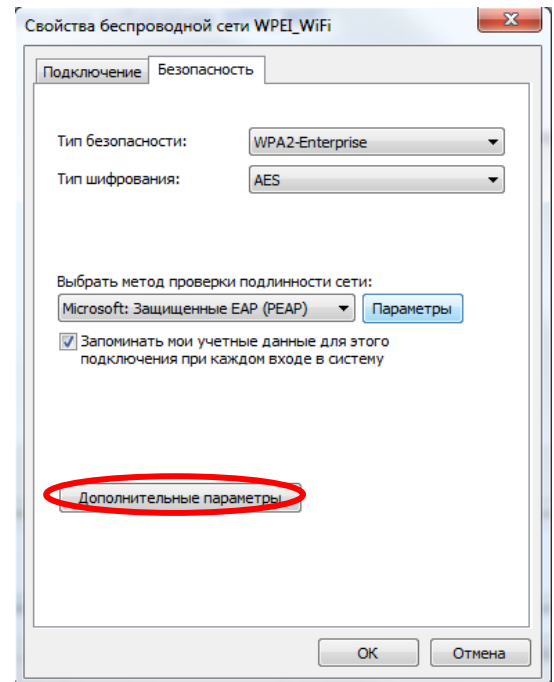 Свойства беспроводной сети WPEI_WiFi
Подключение Безопасность
Тип безопасности: WPA2-Enterprise
Тип шифрования: AES
Выбрать метод проверки подлинности сети:
Microsoft: Защищенные EAP (PEAP) Параметры
Запоминать мои учетные данные для этого
подключения при каждом входе в систему
Дополнительные параметры
ОК Отмена